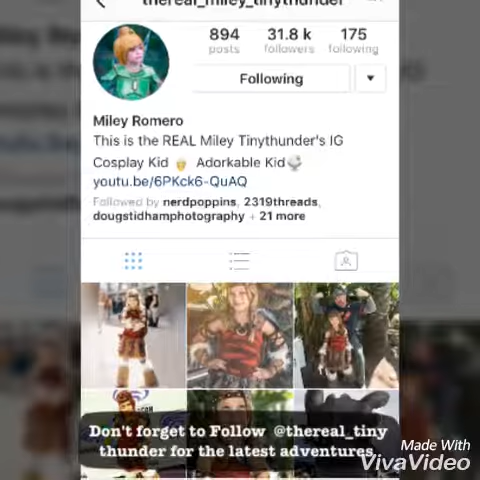 thereal_miley_tinythunder
894 31.8 k 175
posts followers following
Following
Miley Romero
This is the REAL Miley Tinythunder's IG
Cosplay Kid Adorkable Kid
youtu.be/6PKck6-QuAQ
Followed by nerdpoppins, 2319threads,
dougstidhamphotography + 21 more
Don't forget to Follow @thereal_tiny
thunder for the latest adventures.
Made With
VivaVideo